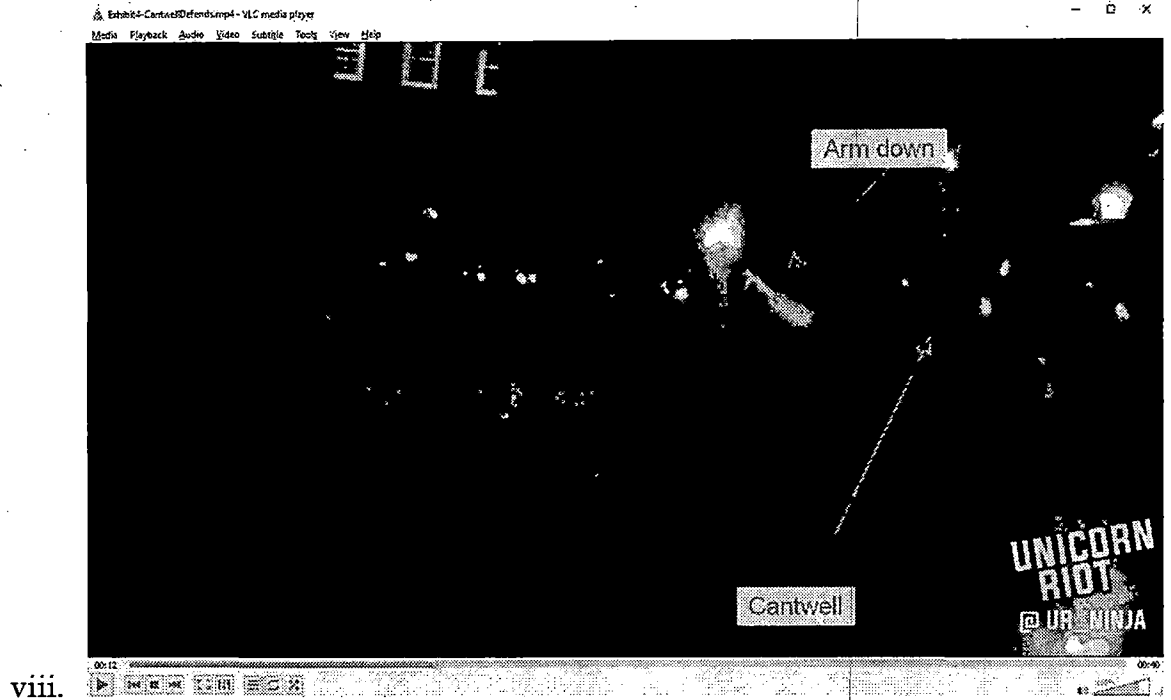 Exhibit4-CantwellDefends.mp4 - VLC media player
Media Playback Audio Video Subtitle Tools View Help
Arm down
Cantwell
UNICORN
RIOT
@ UR_NINJA
00:12
00:40
viii.